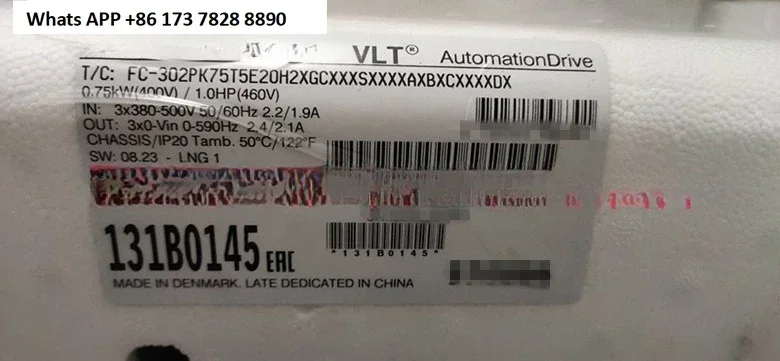 Whats APP +86 173 7828 8890
VLT® AutomationDrive
T/C: FC-302PK75T5E20H2XGCXXXSXXXXAXBXCXXXXDX
0.75kW(400V) / 1.0HP(460V)
IN: 3x380-500V 50/60Hz 2.2/1.9A
OUT: 3x0-Vin 0-590Hz 2.4/2.1A
CHASSIS/IP20 Tamb. 50°C/122°F
SW: 08.23 - LNG 1
131B0145 EAC
*131B0145*
MADE IN DENMARK. LATE DEDICATED IN CHINA